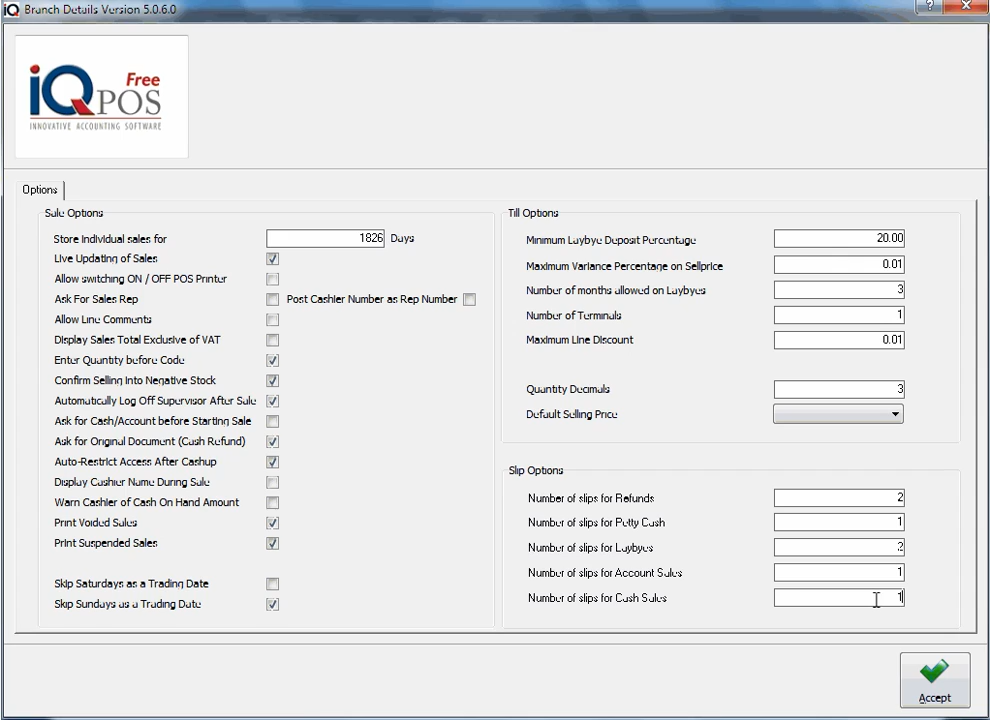 iQ Branch Details Version 5.0.6.0
?
iQ Free
POS
INNOVATIVE ACCOUNTING SOFTWARE
Options
Sale Options
Store Individual sales for 1826 Days
Live Updating of Sales
Allow switching ON / OFF POS Printer
Ask For Sales Rep Post Cashier Number as Rep Number
Allow Line Comments
Display Sales Total Exclusive of VAT
Enter Quantity before Code
Confirm Selling Into Negative Stock
Automatically Log Off Supervisor After Sale
Ask for Cash/Account before Starting Sale
Ask for Original Document (Cash Refund)
Auto-Restrict Access After Cashup
Display Cashier Name During Sale
Warn Cashier of Cash On Hand Amount
Print Voided Sales
Print Suspended Sales
Skip Saturdays as a Trading Date
Skip Sundays as a Trading Date
Till Options
Minimum Laybye Deposit Percentage 20.00
Maximum Variance Percentage on Sellprice 0.01
Number of months allowed on Laybyes 3
Number of Terminals 1
Maximum Line Discount 0.01
Quantity Decimals 3
Default Selling Price
Slip Options
Number of slips for Refunds 2
Number of slips for Petty Cash 1
Number of slips for Laybyes 2
Number of slips for Account Sales 1
Number of slips for Cash Sales 1
Accept